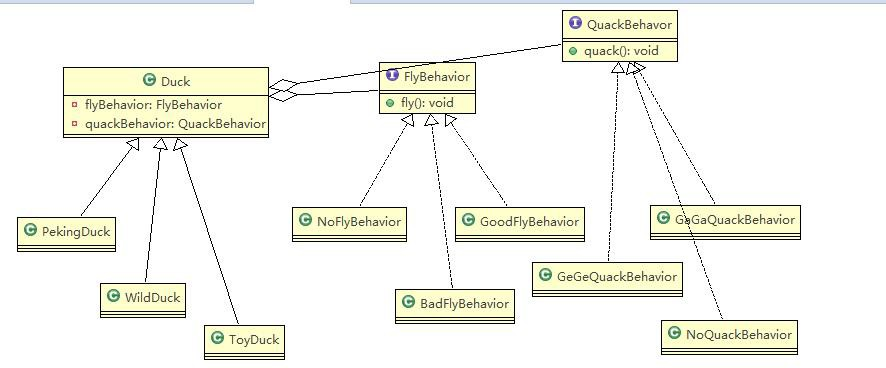 QuackBehavor
quack(): void
FlyBehavior
fly(): void
Duck
flyBehavior: FlyBehavior
quackBehavior: QuackBehavior
PekingDuck
WildDuck
ToyDuck
NoFlyBehavior
GoodFlyBehavior
BadFlyBehavior
GaGaQuackBehavior
GeGeQuackBehavior
NoQuackBehavior